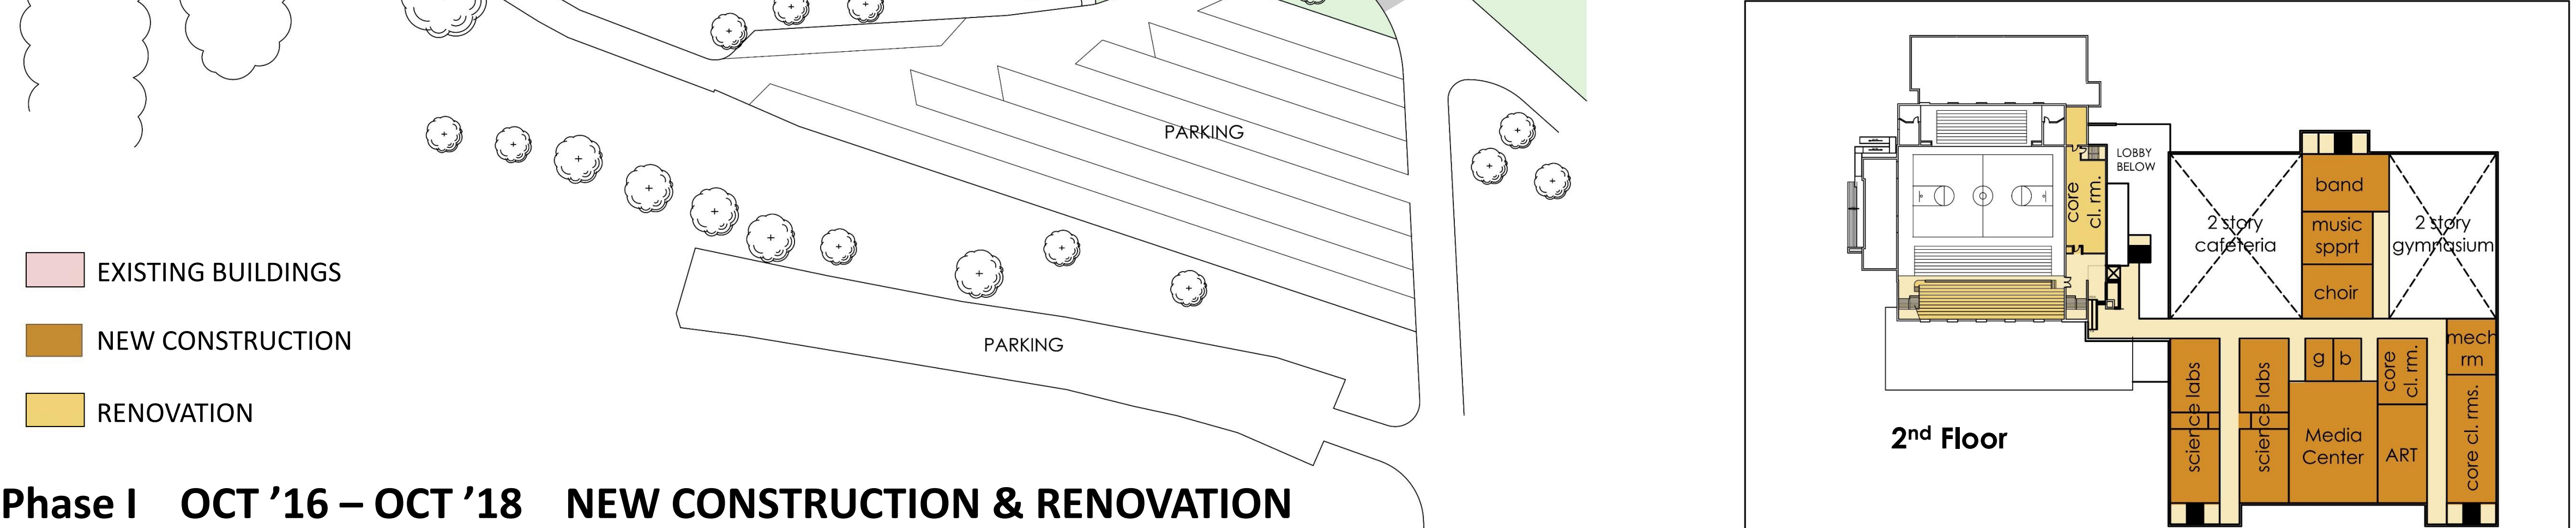 PARKING
PARKING
EXISTING BUILDINGS
NEW CONSTRUCTION
RENOVATION
Phase I OCT ’16 – OCT ’18 NEW CONSTRUCTION & RENOVATION
LOBBY
BELOW
core
cl. rm.
2 story
cafeteria
band
music
spprt
choir
2 story
gymnasium
mech
rm
science labs
science labs
g
b
core
cl. rm.
Media
Center
ART
core cl. rms.
2nd Floor